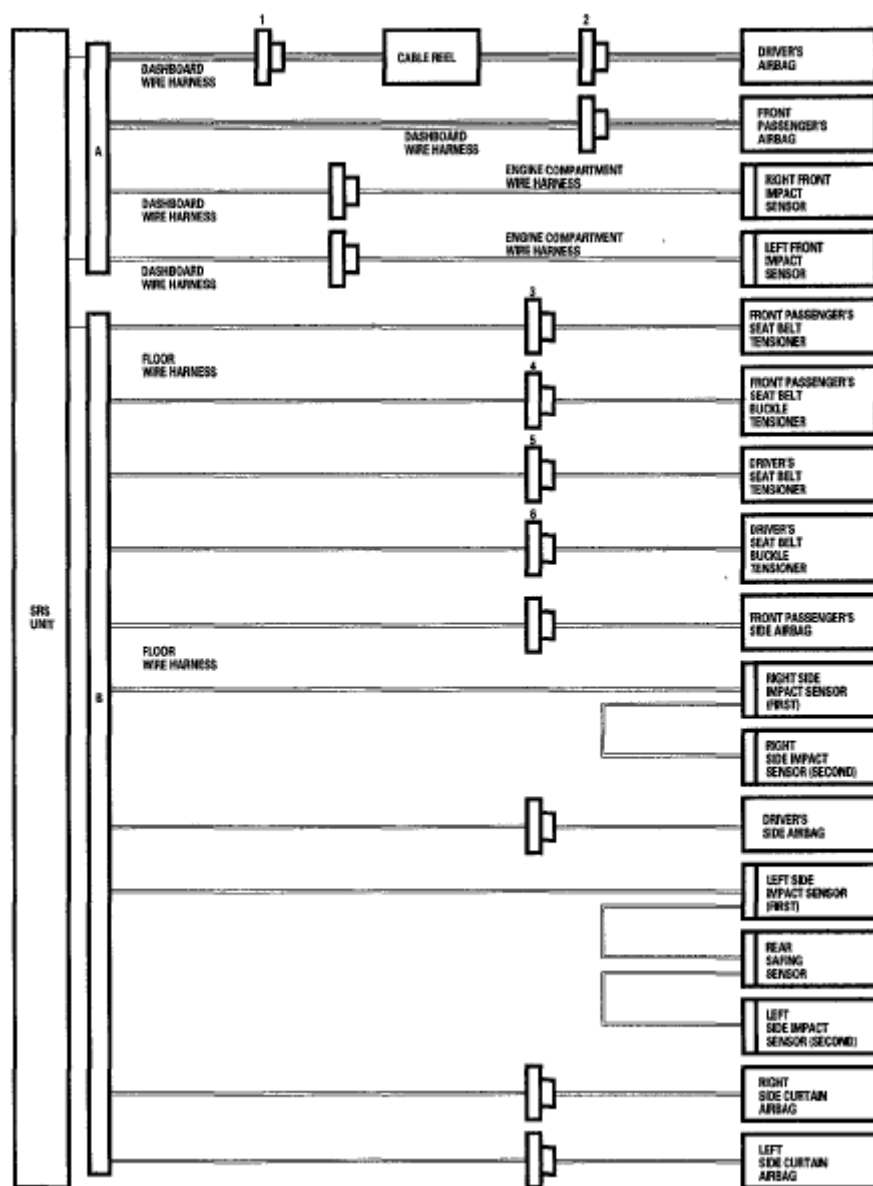 1
2
CABLE REEL
DASHBOARD
WIRE HARNESS
DRIVER'S
AIRBAG
A
DASHBOARD
WIRE HARNESS
FRONT
PASSENGER'S
AIRBAG
DASHBOARD
WIRE HARNESS
ENGINE COMPARTMENT
WIRE HARNESS
RIGHT FRONT
IMPACT
SENSOR
DASHBOARD
WIRE HARNESS
ENGINE COMPARTMENT
WIRE HARNESS
LEFT FRONT
IMPACT
SENSOR
3
FRONT PASSENGER'S
SEAT BELT
TENSIONER
FLOOR
WIRE HARNESS
4
FRONT PASSENGER'S
SEAT BELT
BUCKLE
TENSIONER
5
DRIVER'S
SEAT BELT
TENSIONER
6
DRIVER'S
SEAT BELT
BUCKLE
TENSIONER
SRS
UNIT
FRONT PASSENGER'S
SIDE AIRBAG
FLOOR
WIRE HARNESS
B
RIGHT SIDE
IMPACT SENSOR
(FIRST)
RIGHT
SIDE IMPACT
SENSOR (SECOND)
DRIVER'S
SIDE AIRBAG
LEFT SIDE
IMPACT SENSOR
(FIRST)
REAR
SAFING
SENSOR
LEFT
SIDE IMPACT
SENSOR (SECOND)
RIGHT
SIDE CURTAIN
AIRBAG
LEFT
SIDE CURTAIN
AIRBAG